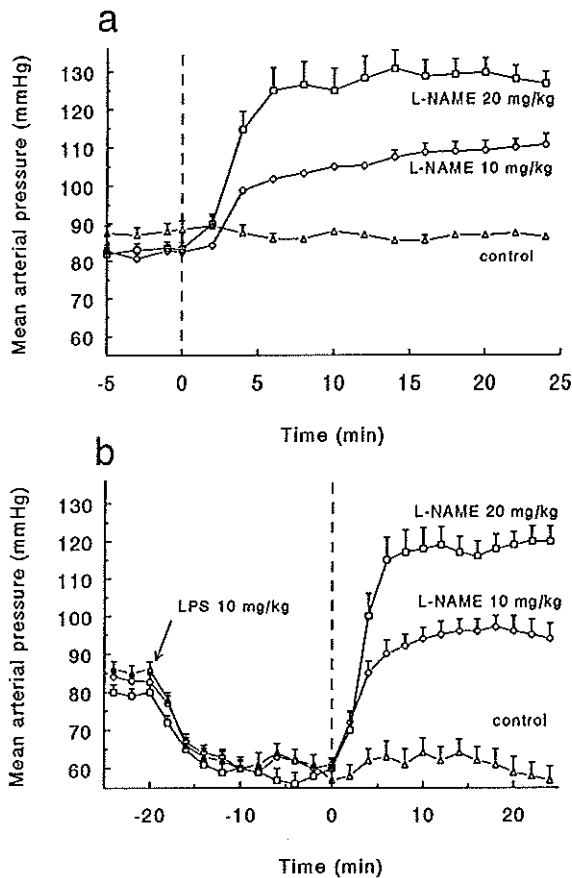 a
Mean arterial pressure (mmHg)
130
120
110
100
90
80
70
60
L-NAME 20 mg/kg
L-NAME 10 mg/kg
control
-5 0 5 10 15 20 25
Time (min)
b
Mean arterial pressure (mmHg)
130
120
110
100
90
80
70
60
L-NAME 20 mg/kg
LPS 10 mg/kg
L-NAME 10 mg/kg
control
-20 -10 0 10 20
Time (min)